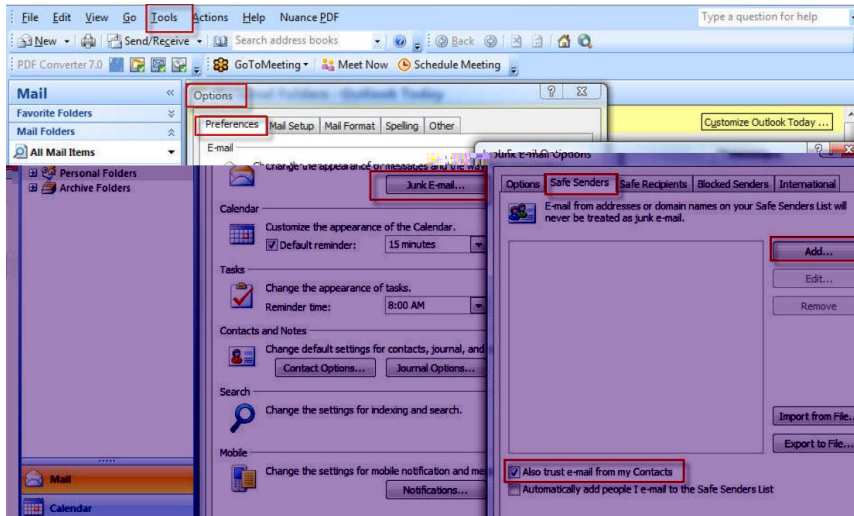 File Edit View Go Tools Actions Help Nuance PDF Type a question for help
New Send/Receive Search address books Back
PDF Converter 7.0 GoToMeeting Meet Now Schedule Meeting
Mail
Favorite Folders
Mail Folders
All Mail Items
Personal Folders
Archive Folders
Mail
Calendar
Options
Customize Outlook Today ...
Preferences Mail Setup Mail Format Spelling Other
E-mail
Change the appearance of messages and the way
Junk E-mail...
Calendar
Customize the appearance of the Calendar.
Default reminder: 15 minutes
Tasks
Change the appearance of tasks.
Reminder time: 8:00 AM
Contacts and Notes
Change default settings for contacts, journal, and
Contact Options... Journal Options...
Search
Change the settings for indexing and search.
Mobile
Change the settings for mobile notification and me
Notifications...
Junk E-mail Options
Options Safe Senders Safe Recipients Blocked Senders International
E-mail from addresses or domain names on your Safe Senders List will
never be treated as junk e-mail.
Add...
Edit...
Remove
Import from File...
Export to File...
Also trust e-mail from my Contacts
Automatically add people I e-mail to the Safe Senders List